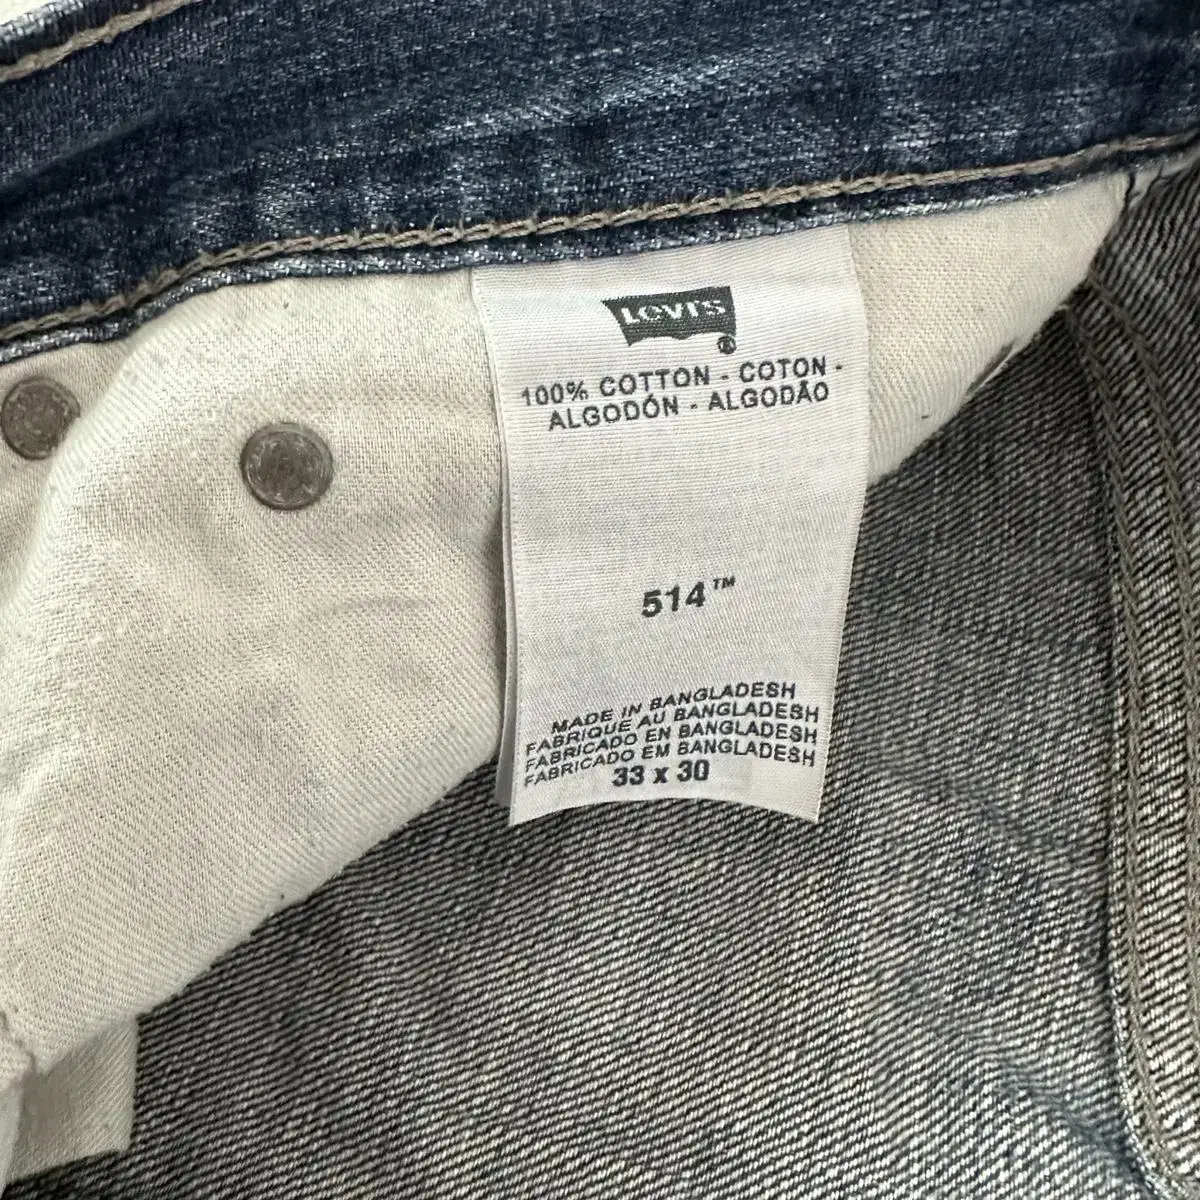 Levi's
®
100% COTTON - COTON -
ALGODÓN - ALGODÃO
514™
MADE IN BANGLADESH
FABRIQUE AU BANGLADESH
FABRICADO EN BANGLADESH
FABRICADO EM BANGLADESH
33 x 30